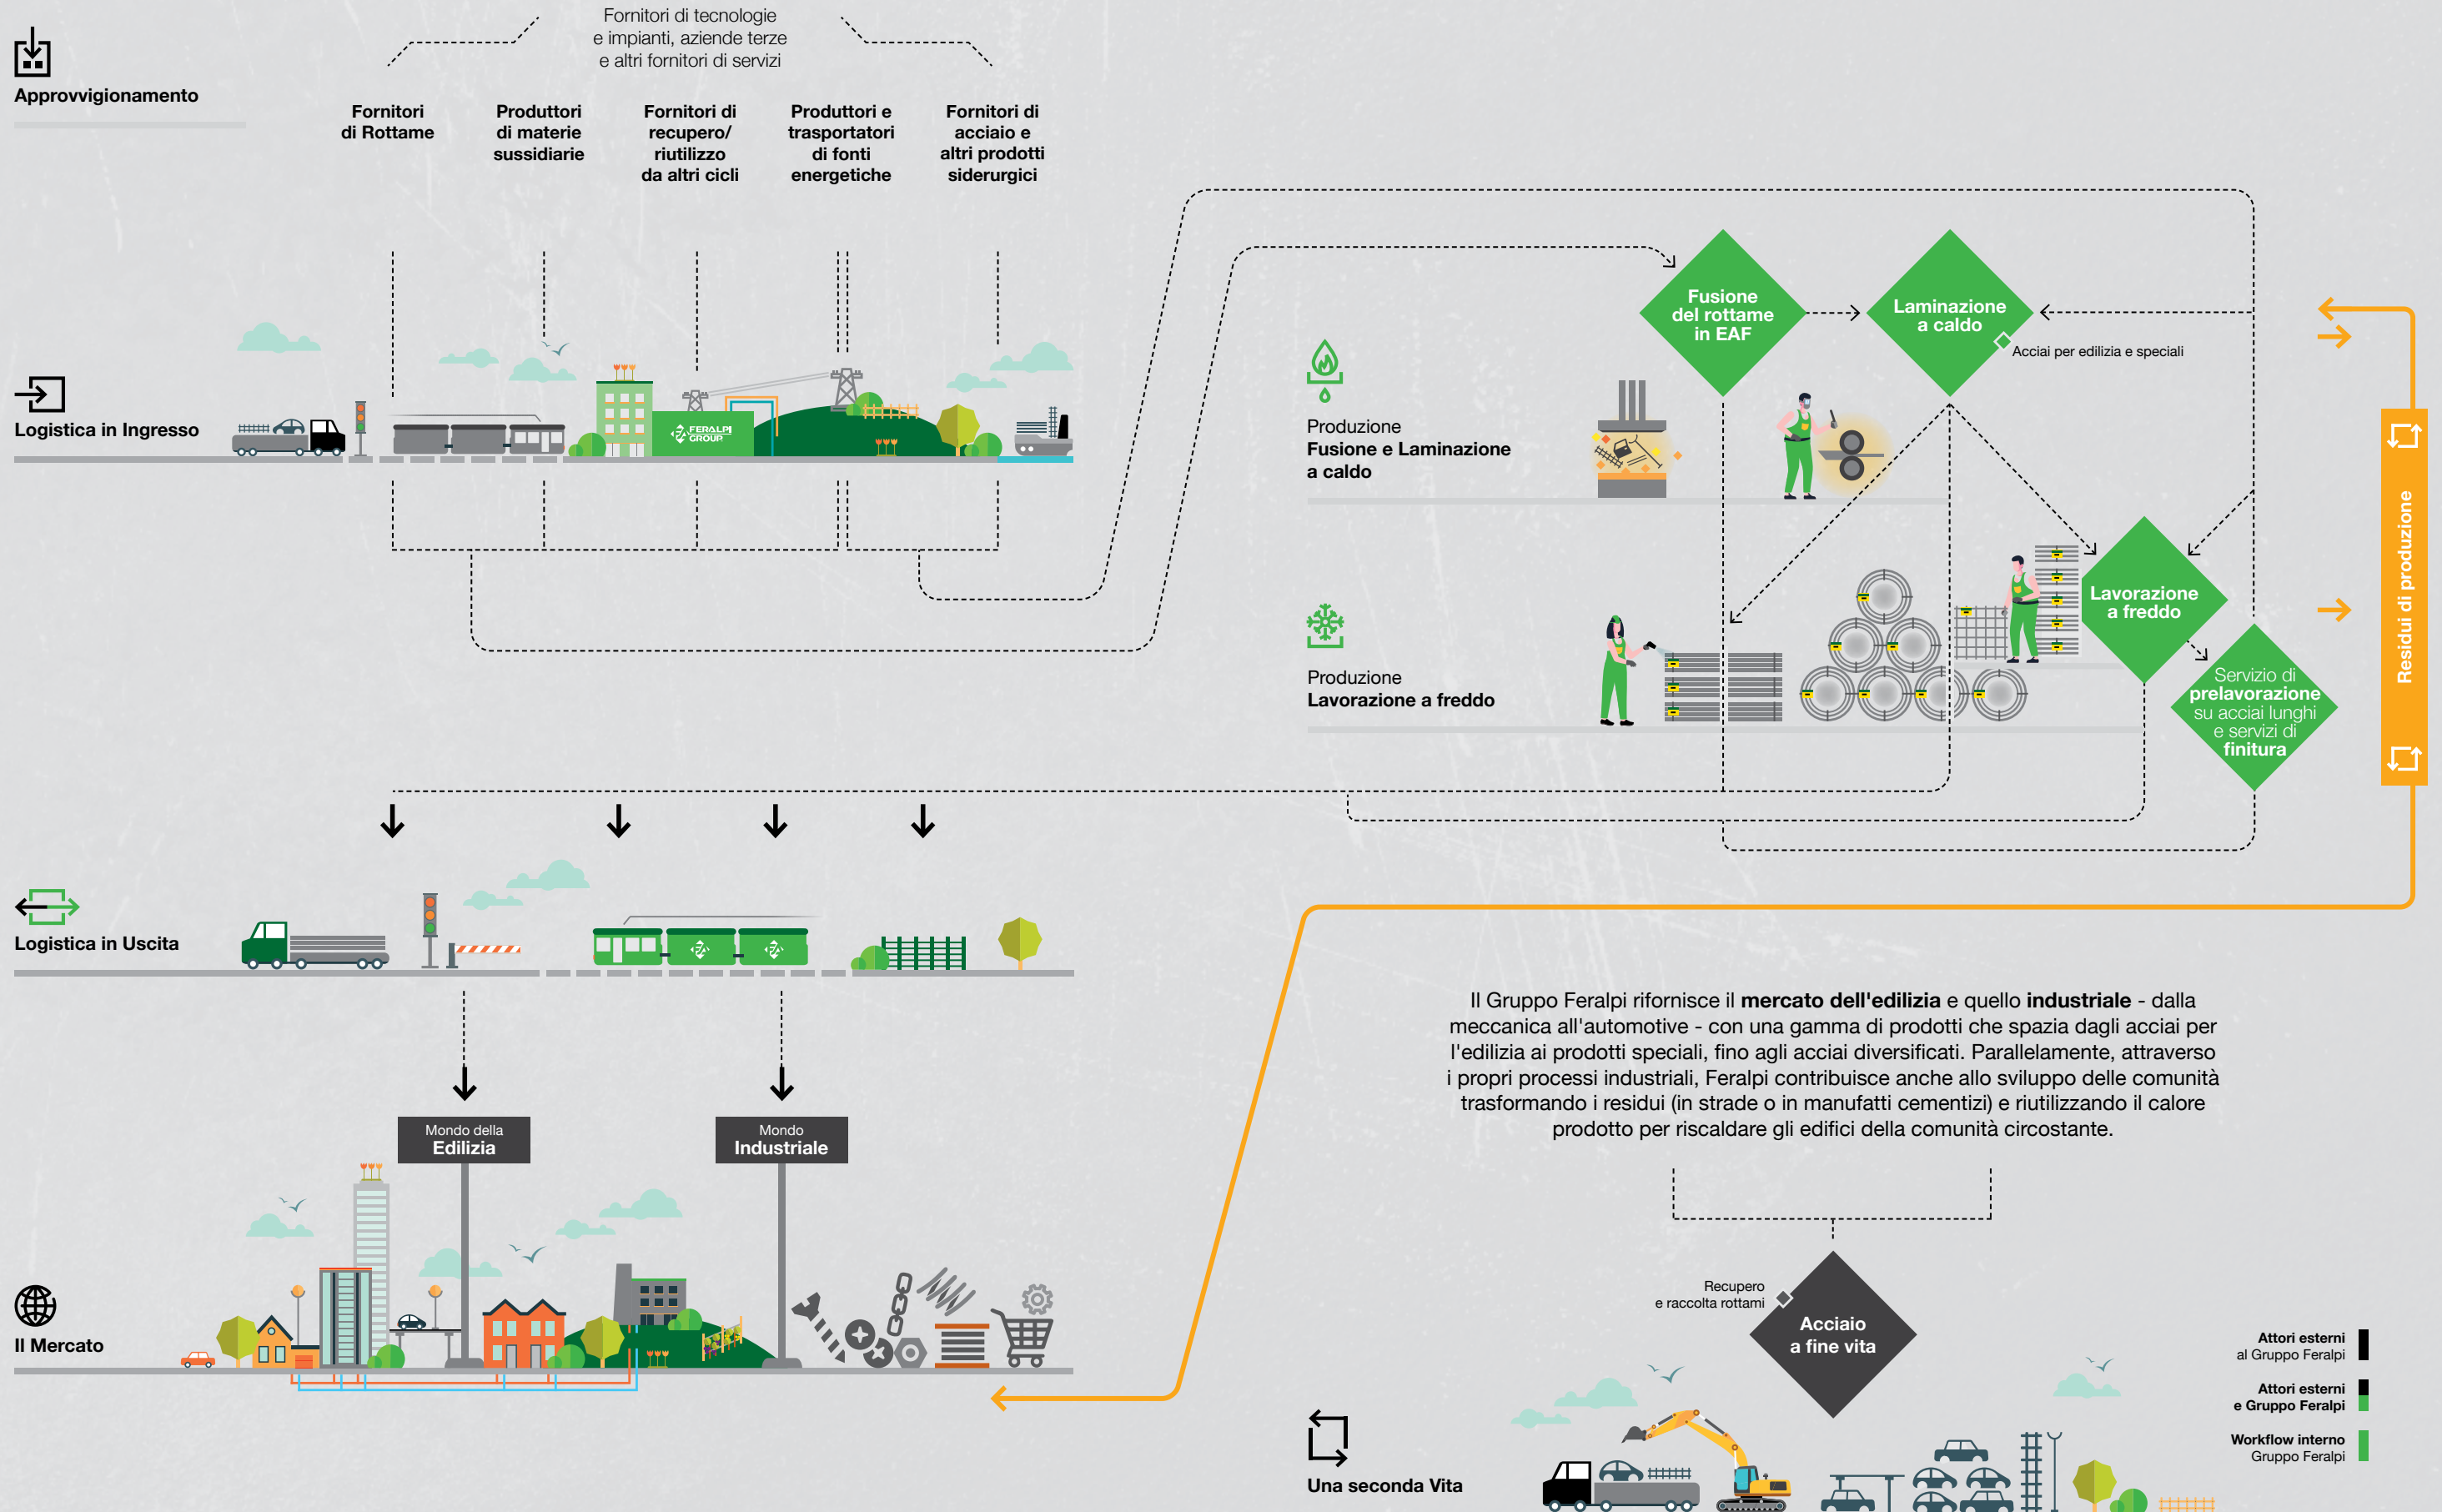 Fornitori di tecnologie
e impianti, aziende terze
e altri fornitori di servizi
Approvvigionamento
Fornitori
di Rottame
Produttori
di materie
sussidiarie
Fornitori di
recupero/
riutilizzo
da altri cicli
Produttori e
trasportatori
di fonti
energetiche
Fornitori di
acciaio e
altri prodotti
siderurgici
Logistica in Ingresso
FERALPI
GROUP
Fusione
del rottame
in EAF
Laminazione
a caldo
Acciai per edilizia e speciali
Produzione
Fusione e Laminazione
a caldo
Produzione
Lavorazione a freddo
Lavorazione
a freddo
Servizio di
prelavorazione
su acciai lunghi
e servizi di
finitura
Residui di produzione
Logistica in Uscita
Il Gruppo Feralpi rifornisce il mercato dell'edilizia e quello industriale - dalla
meccanica all'automotive - con una gamma di prodotti che spazia dagli acciai per
l'edilizia ai prodotti speciali, fino agli acciai diversificati. Parallelamente, attraverso
i propri processi industriali, Feralpi contribuisce anche allo sviluppo delle comunità
trasformando i residui (in strade o in manufatti cementizi) e riutilizzando il calore
prodotto per riscaldare gli edifici della comunità circostante.
Mondo della
Edilizia
Mondo
Industriale
Il Mercato
Recupero
e raccolta rottami
Acciaio
a fine vita
Una seconda Vita
Attori esterni
al Gruppo Feralpi
Attori esterni
e Gruppo Feralpi
Workflow interno
Gruppo Feralpi